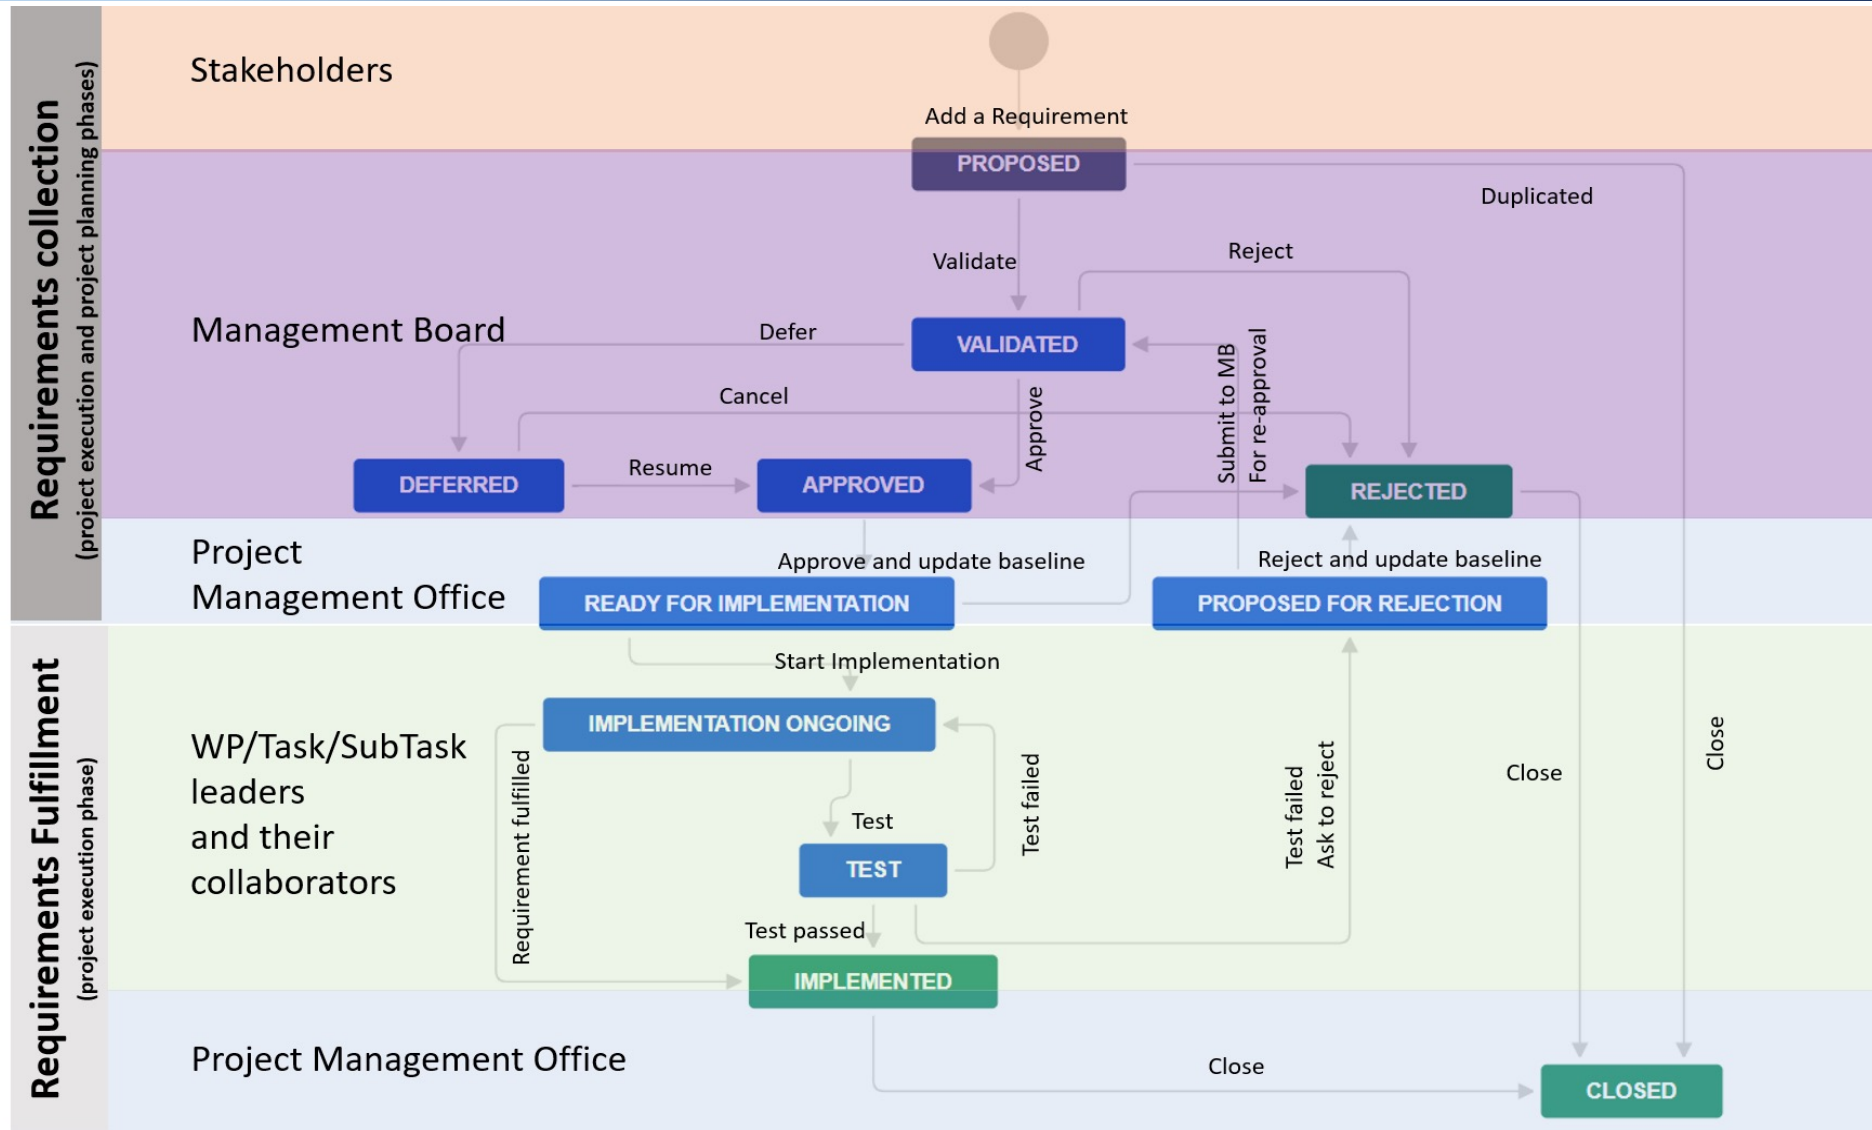 Requirements collection
(project execution and project planning phases)
Stakeholders
Add a Requirement
PROPOSED
Duplicated
Validate
Reject
Management Board
Defer
VALIDATED
Submit to MB
For re-approval
Cancel
Approve
DEFERRED
Resume
APPROVED
REJECTED
Project
Management Office
Approve and update baseline
Reject and update baseline
READY FOR IMPLEMENTATION
PROPOSED FOR REJECTION
Requirements Fulfillment
(project execution phase)
Start Implementation
IMPLEMENTATION ONGOING
WP/Task/SubTask
leaders
and their
collaborators
Requirement fulfilled
Test failed
Test failed
Ask to reject
Close
Close
Test
TEST
Test passed
IMPLEMENTED
Project Management Office
Close
CLOSED